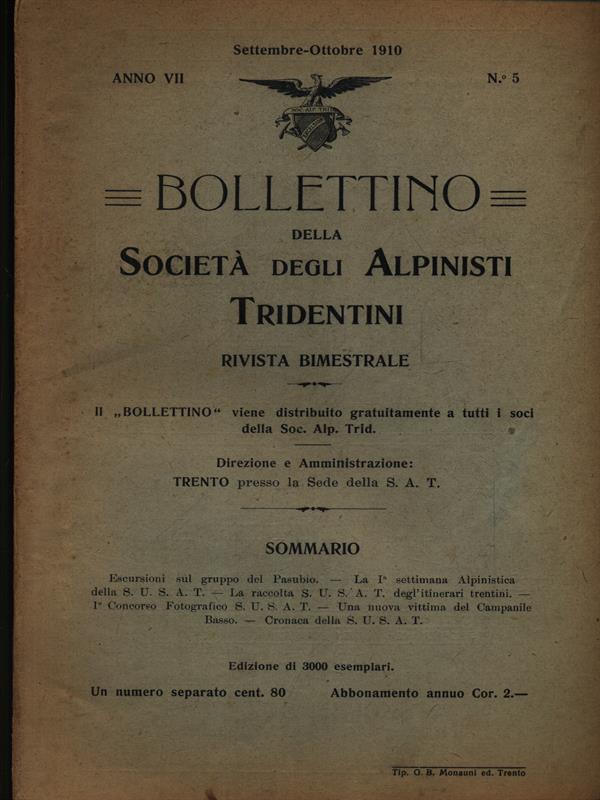 Settembre-Ottobre 1910
ANNO VII
N.º 5
SOC. ALP. TRID.
BOLLETTINO
DELLA
SOCIETÀ DEGLI ALPINISTI
TRIDENTINI
RIVISTA BIMESTRALE
Il „BOLLETTINO“ viene distribuito gratuitamente a tutti i soci
della Soc. Alp. Trid.
Direzione e Amministrazione:
TRENTO presso la Sede della S. A. T.
SOMMARIO
Escursioni sul gruppo del Pasubio. — La Iª settimana Alpinistica
della S. U. S. A. T. — La raccolta S. U. S. A. T. degl'itinerari trentini. —
Iº Concorso Fotografico S. U. S. A. T. — Una nuova vittima del Campanile
Basso. — Cronaca della S. U. S. A. T.
Edizione di 3000 esemplari.
Un numero separato cent. 80 Abbonamento annuo Cor. 2.—
Tip. G. B. Monauni ed. Trento